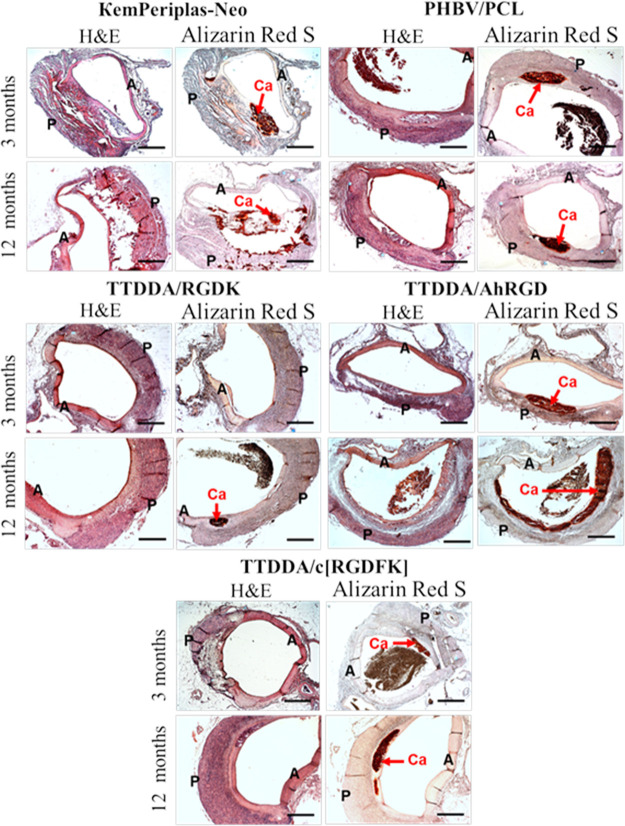 KemPeriplas-Neo PHBV/PCL
H&E Alizarin Red S H&E Alizarin Red S
3 months
A P A Ca P A P Ca A
12 months
A P A Ca P A P A Ca P
TTDDA/RGDK TTDDA/AhRGD
H&E Alizarin Red S H&E Alizarin Red S
3 months
P A P A A P A Ca P
12 months
A P A Ca P A P A Ca P
TTDDA/c[RGDFK]
H&E Alizarin Red S
3 months
P A P Ca A
12 months
P A Ca A P